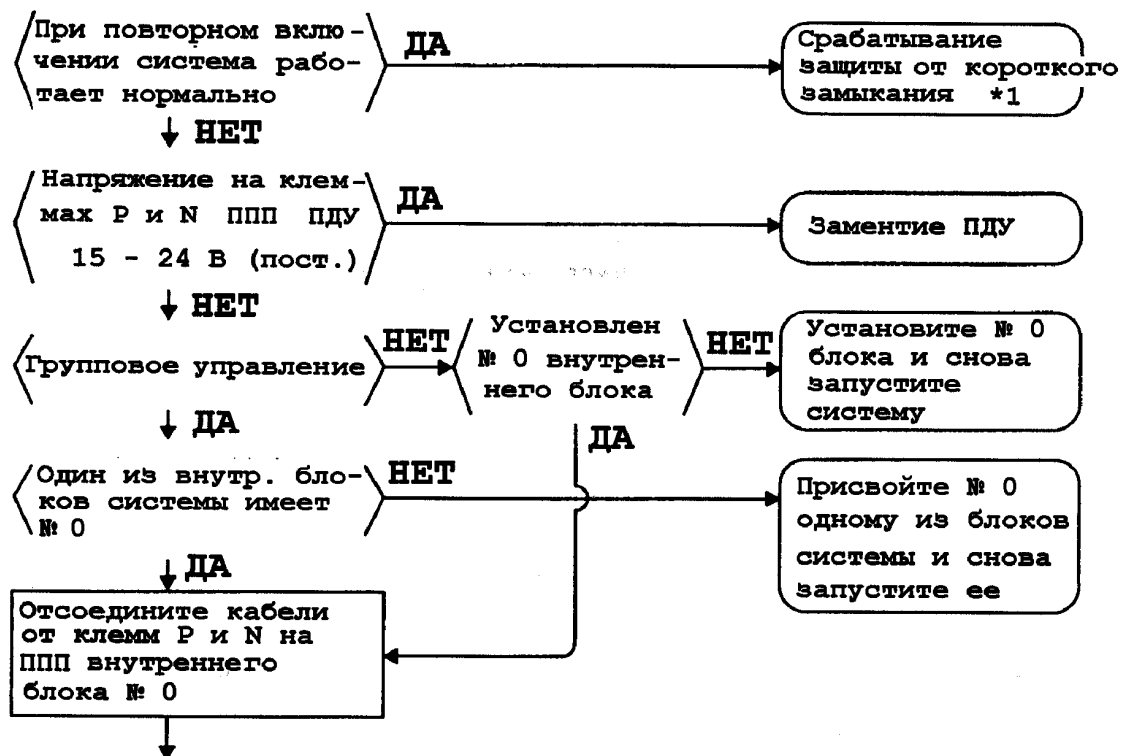 При повторном вклю-
чении система рабо-
тает нормально
ДА
Срабатывание
защиты от короткого
замыкания *1
НЕТ
Напряжение на клем-
мах P и N ППП ПДУ
15 - 24 В (пост.)
ДА
Заментие ПДУ
НЕТ
Групповое управление
НЕТ
Установлен
№ 0 внутрен-
него блока
НЕТ
Установите № 0
блока и снова
запустите
систему
ДА
ДА
Один из внутр. бло-
ков системы имеет
№ 0
НЕТ
Присвойте № 0
одному из блоков
системы и снова
запустите ее
ДА
Отсоедините кабели
от клемм P и N на
ППП внутреннего
блока № 0